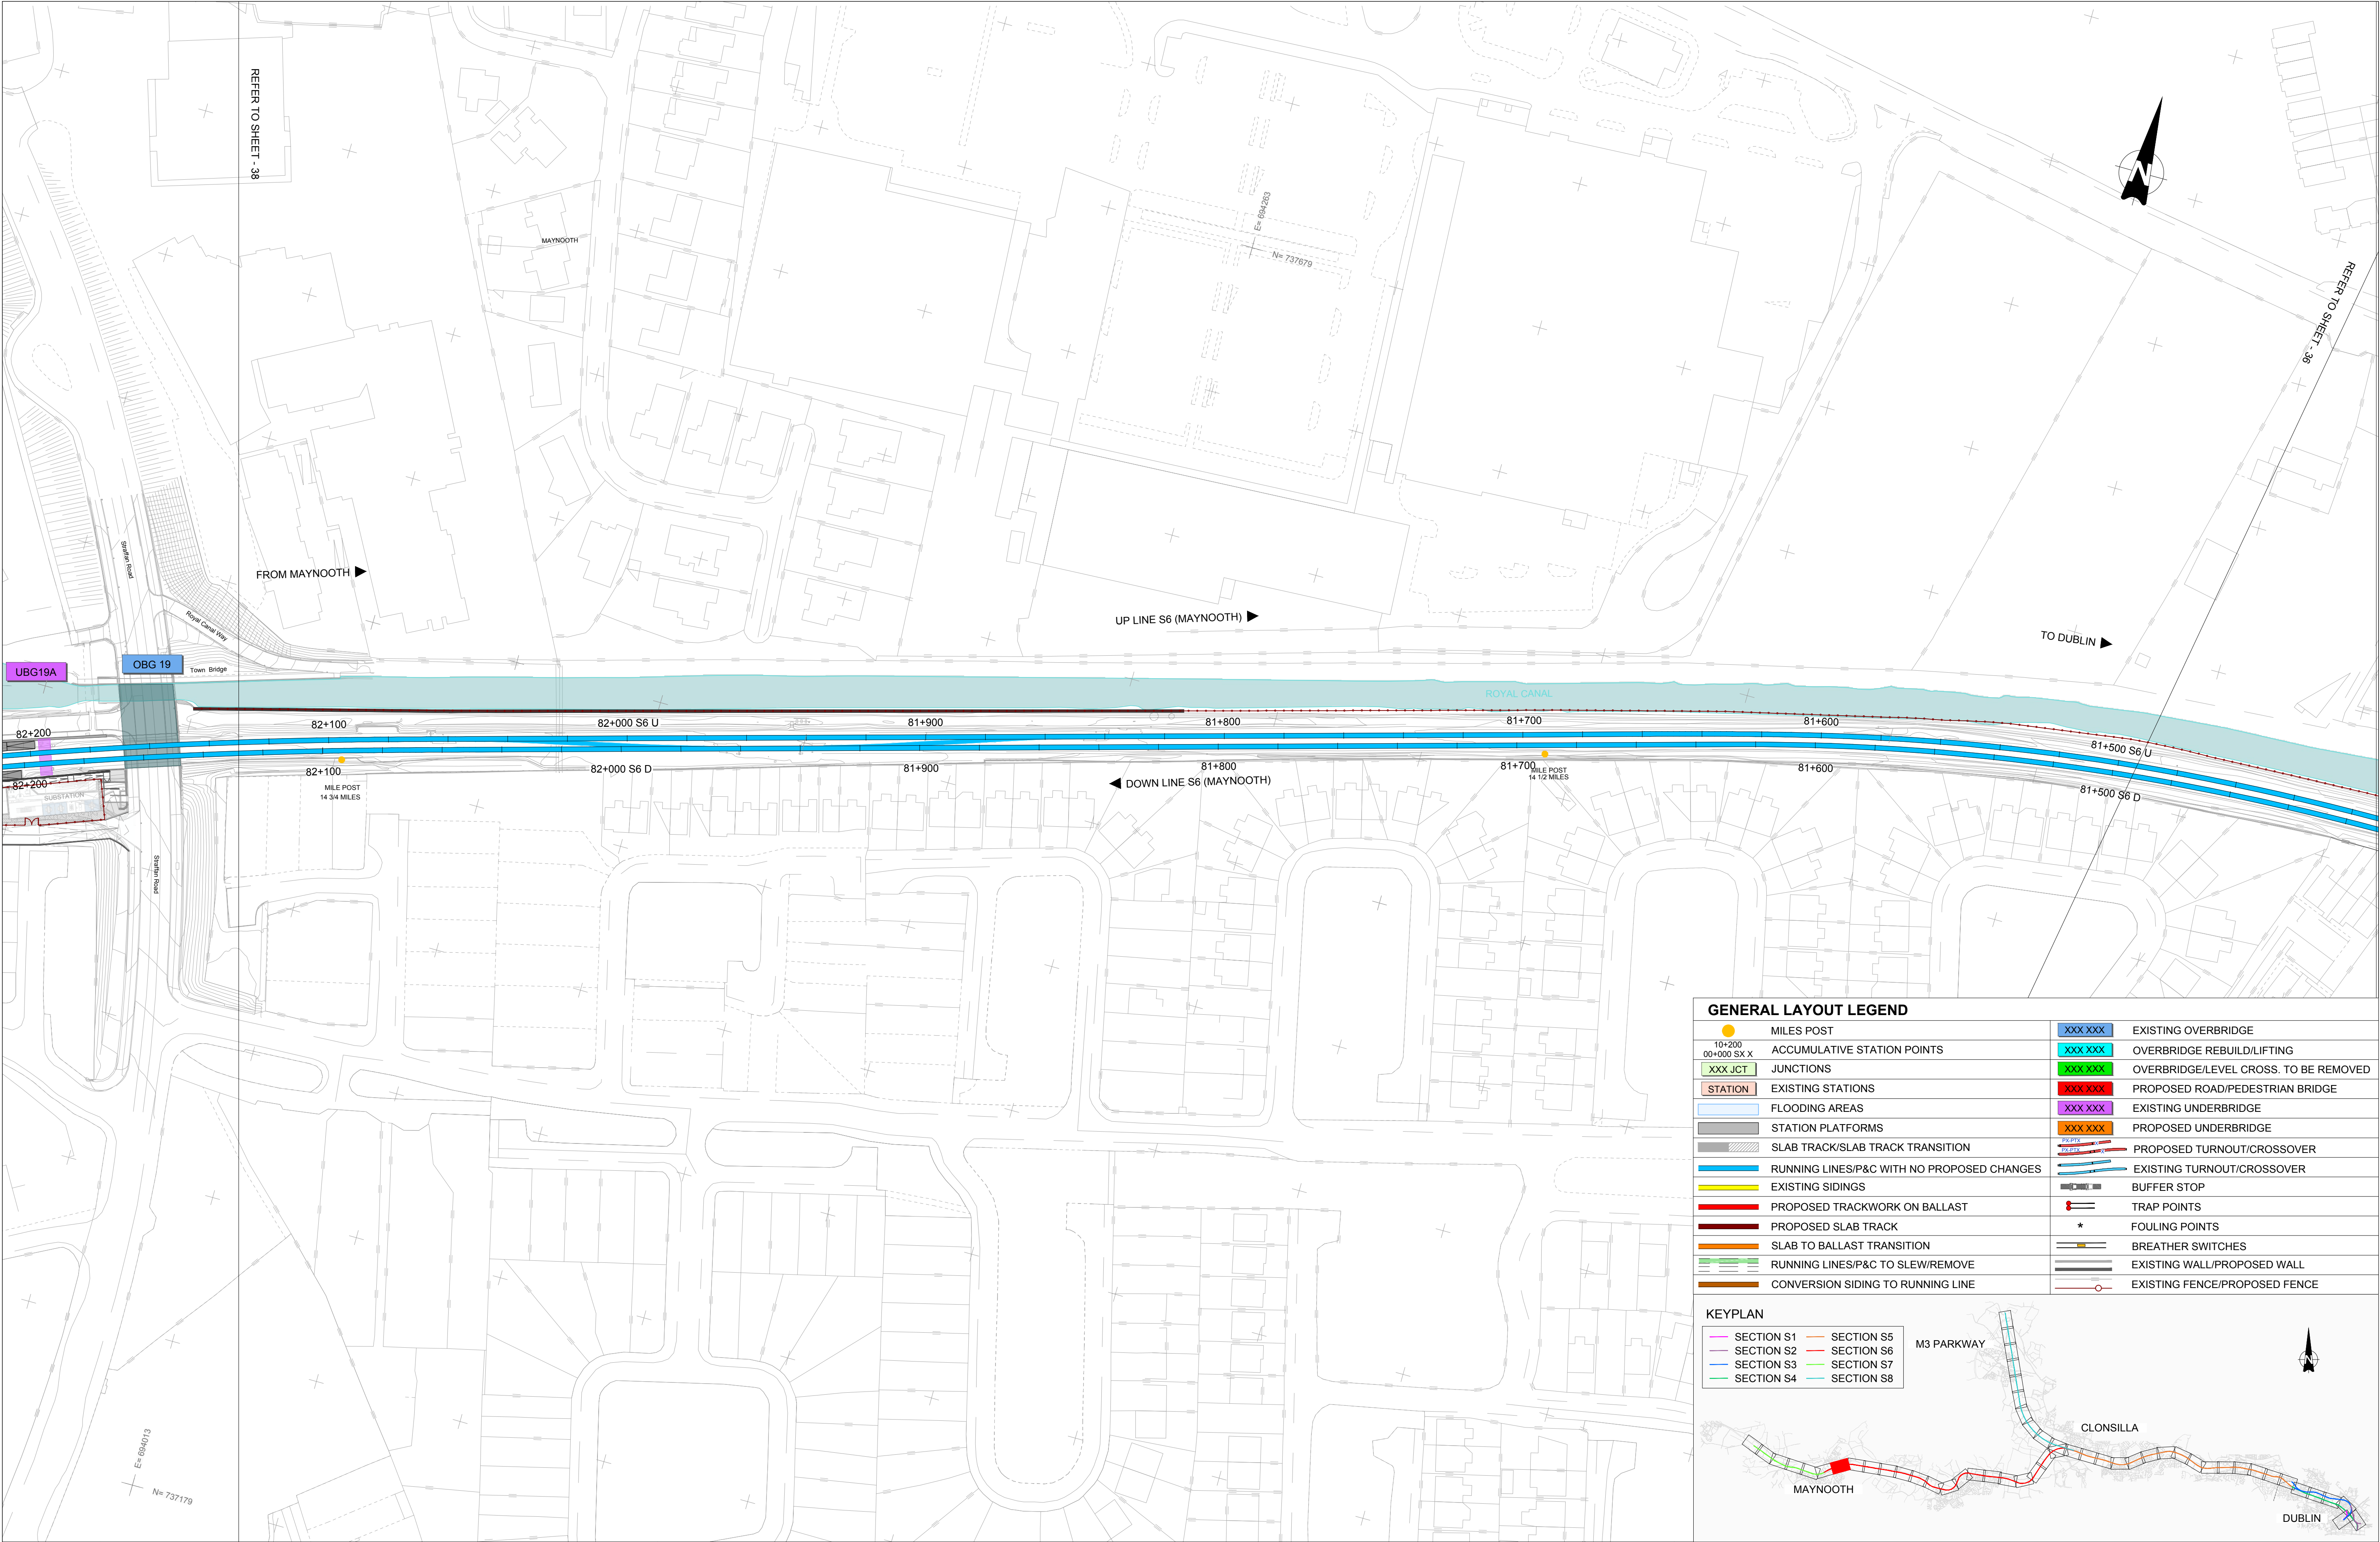 REFER TO SHEET - 38
MAYNOOTH
E= 694263
N= 737679
REFER TO SHEET - 36
Straffan Road
FROM MAYNOOTH
Royal Canal Way
UP LINE S6 (MAYNOOTH)
TO DUBLIN
UBG19A
OBG 19
Town Bridge
ROYAL CANAL
82+200
82+100
82+000 S6 U
81+900
81+800
81+700
81+600
81+500 S6 U
82+200
82+100
82+000 S6 D
81+900
81+800
81+700
81+600
81+500 S6 D
SUBSTATION
MILE POST
14 3/4 MILES
DOWN LINE S6 (MAYNOOTH)
MILE POST
14 1/2 MILES
Straffan Road
E= 694013
N= 737179
GENERAL LAYOUT LEGEND
MILES POST
10+200
00+000 SX X
ACCUMULATIVE STATION POINTS
XXX JCT
JUNCTIONS
STATION
EXISTING STATIONS
FLOODING AREAS
STATION PLATFORMS
SLAB TRACK/SLAB TRACK TRANSITION
RUNNING LINES/P&C WITH NO PROPOSED CHANGES
EXISTING SIDINGS
PROPOSED TRACKWORK ON BALLAST
PROPOSED SLAB TRACK
SLAB TO BALLAST TRANSITION
RUNNING LINES/P&C TO SLEW/REMOVE
CONVERSION SIDING TO RUNNING LINE
XXX XXX
EXISTING OVERBRIDGE
XXX XXX
OVERBRIDGE REBUILD/LIFTING
XXX XXX
OVERBRIDGE/LEVEL CROSS. TO BE REMOVED
XXX XXX
PROPOSED ROAD/PEDESTRIAN BRIDGE
XXX XXX
EXISTING UNDERBRIDGE
XXX XXX
PROPOSED UNDERBRIDGE
PX-PTX
PX-PTX
PROPOSED TURNOUT/CROSSOVER
EXISTING TURNOUT/CROSSOVER
BUFFER STOP
TRAP POINTS
* FOULING POINTS
BREATHER SWITCHES
EXISTING WALL/PROPOSED WALL
EXISTING FENCE/PROPOSED FENCE
KEYPLAN
SECTION S1
SECTION S2
SECTION S3
SECTION S4
SECTION S5
SECTION S6
SECTION S7
SECTION S8
M3 PARKWAY
N
CLONSILLA
MAYNOOTH
DUBLIN